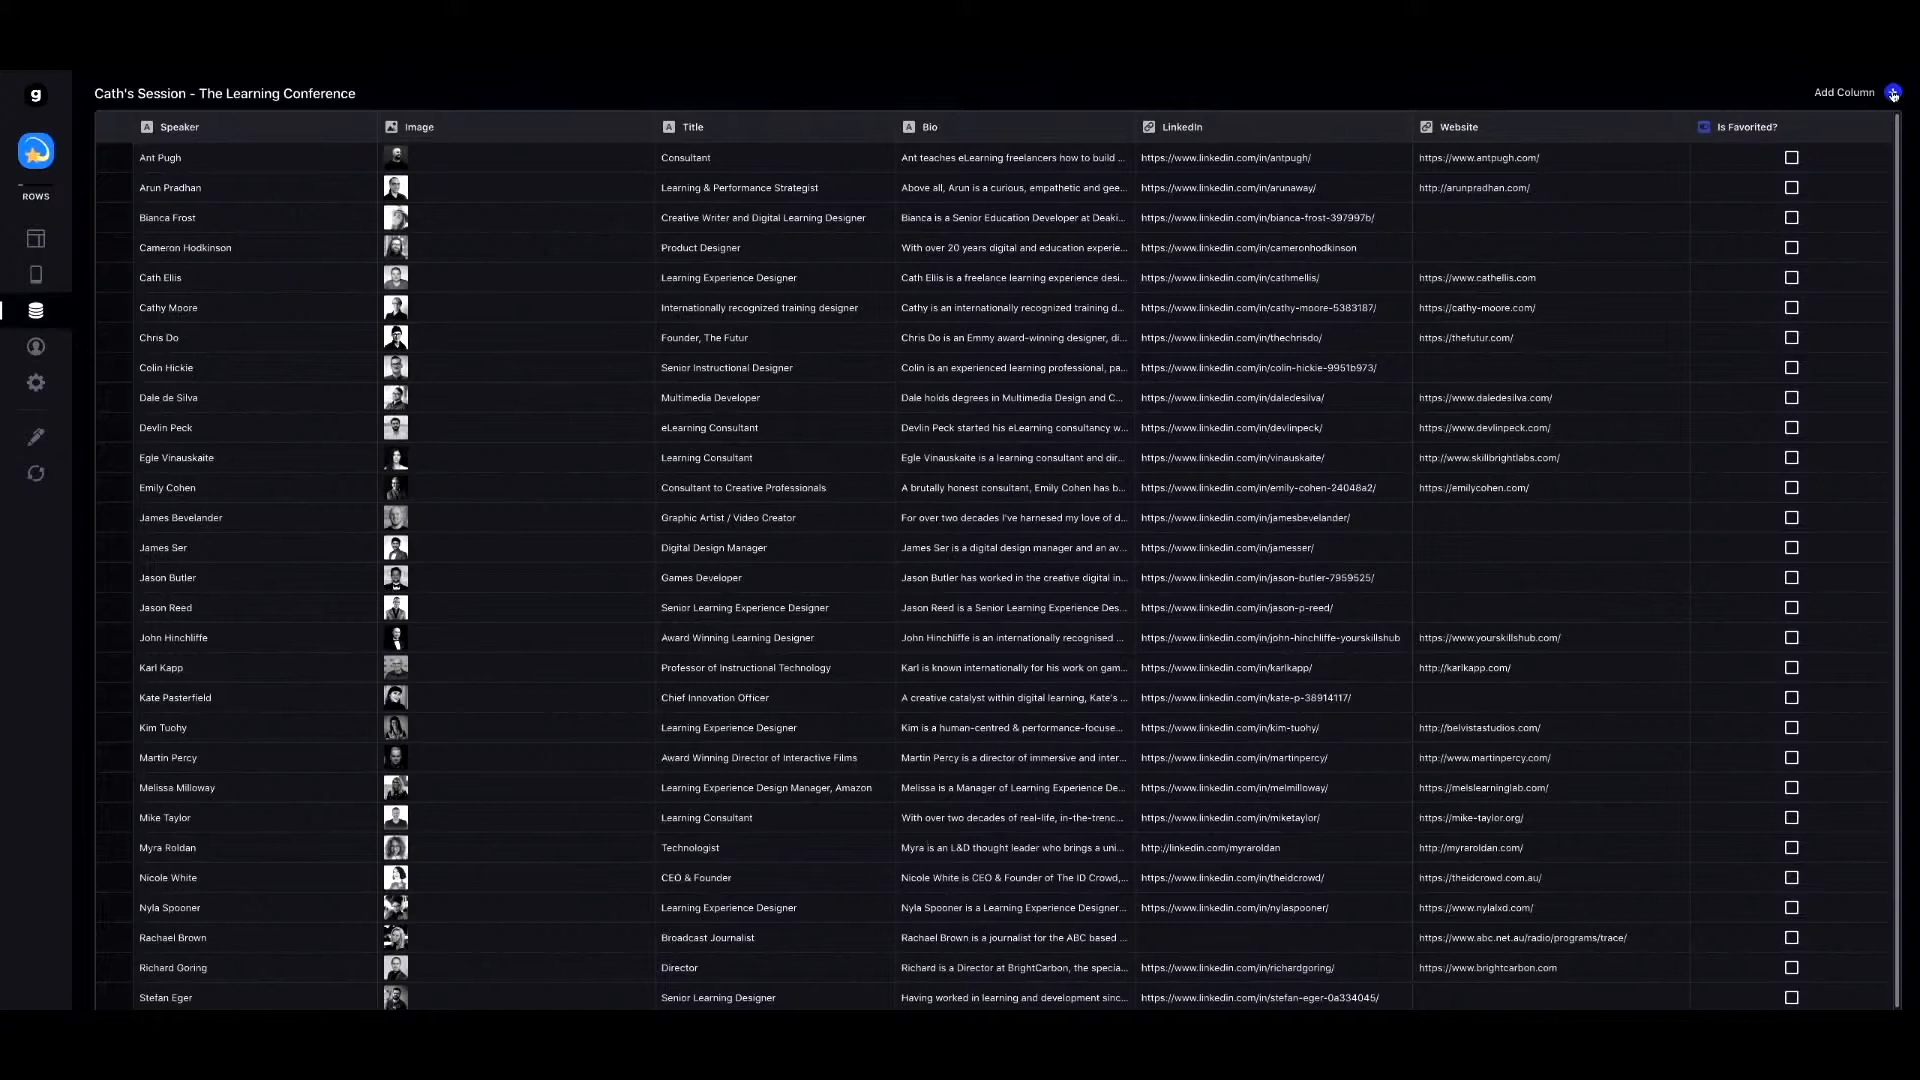 g
Cath's Session - The Learning Conference
Add Column
ROWS
A Speaker Image A Title A Bio LinkedIn Website Is Favorited?
Ant Pugh Consultant Ant teaches eLearning freelancers how to build ... https://www.linkedin.com/in/antpugh/ https://www.antpugh.com/
Arun Pradhan Learning & Performance Strategist Above all, Arun is a curious, empathetic and gee... https://www.linkedin.com/in/arunaway/ http://arunpradhan.com/
Bianca Frost Creative Writer and Digital Learning Designer Bianca is a Senior Education Developer at Deaki... https://www.linkedin.com/in/bianca-frost-397997b/
Cameron Hodkinson Product Designer With over 20 years digital and education experie... https://www.linkedin.com/in/cameronhodkinson
Cath Ellis Learning Experience Designer Cath Ellis is a freelance learning experience desi... https://www.linkedin.com/in/cathmellis/ https://www.cathellis.com
Cathy Moore Internationally recognized training designer Cathy is an internationally recognized training d... https://www.linkedin.com/in/cathy-moore-5383187/ https://cathy-moore.com/
Chris Do Founder, The Futur Chris Do is an Emmy award-winning designer, di... https://www.linkedin.com/in/thechrisdo/ https://thefutur.com/
Colin Hickie Senior Instructional Designer Colin is an experienced learning professional, pa... https://www.linkedin.com/in/colin-hickie-9951b973/
Dale de Silva Multimedia Developer Dale holds degrees in Multimedia Design and C... https://www.linkedin.com/in/daledesilva/ https://www.daledesilva.com/
Devlin Peck eLearning Consultant Devlin Peck started his eLearning consultancy w... https://www.linkedin.com/in/devlinpeck/ https://www.devlinpeck.com/
Egle Vinauskaite Learning Consultant Egle Vinauskaite is a learning consultant and dir... https://www.linkedin.com/in/vinauskaite/ http://www.skillbrightlabs.com/
Emily Cohen Consultant to Creative Professionals A brutally honest consultant, Emily Cohen has b... https://www.linkedin.com/in/emily-cohen-24048a2/ https://emilycohen.com/
James Bevelander Graphic Artist / Video Creator For over two decades I've harnesed my love of d... https://www.linkedin.com/in/jamesbevelander/
James Ser Digital Design Manager James Ser is a digital design manager and an av... https://www.linkedin.com/in/jamesser/
Jason Butler Games Developer Jason Butler has worked in the creative digital in... https://www.linkedin.com/in/jason-butler-7959525/
Jason Reed Senior Learning Experience Designer Jason Reed is a Senior Learning Experience Des... https://www.linkedin.com/in/jason-p-reed/
John Hinchliffe Award Winning Learning Designer John Hinchliffe is an internationally recognised ... https://www.linkedin.com/in/john-hinchliffe-yourskillshub https://www.yourskillshub.com/
Karl Kapp Professor of Instructional Technology Karl is known internationally for his work on gam... https://www.linkedin.com/in/karlkapp/ http://karlkapp.com/
Kate Pasterfield Chief Innovation Officer A creative catalyst within digital learning, Kate's ... https://www.linkedin.com/in/kate-p-38914117/
Kim Tuohy Learning Experience Designer Kim is a human-centred & performance-focuse... https://www.linkedin.com/in/kim-tuohy/ http://belvistastudios.com/
Martin Percy Award Winning Director of Interactive Films Martin Percy is a director of immersive and inter... https://www.linkedin.com/in/martinpercy/ http://www.martinpercy.com/
Melissa Milloway Learning Experience Design Manager, Amazon Melissa is a Manager of Learning Experience De... https://www.linkedin.com/in/melmilloway/ https://melslearninglab.com/
Mike Taylor Learning Consultant With over two decades of real-life, in-the-trenc... https://www.linkedin.com/in/miketaylor/ https://mike-taylor.org/
Myra Roldan Technologist Myra is an L&D thought leader who brings a uni... http://linkedin.com/myraroldan http://myraroldan.com/
Nicole White CEO & Founder Nicole White is CEO & Founder of The ID Crowd,... https://www.linkedin.com/in/theidcrowd/ https://theidcrowd.com.au/
Nyla Spooner Learning Experience Designer Nyla Spooner is a Learning Experience Designer... https://www.linkedin.com/in/nylaspooner/ https://www.nylalxd.com/
Rachael Brown Broadcast Journalist Rachael Brown is a journalist for the ABC based ... https://www.abc.net.au/radio/programs/trace/
Richard Goring Director Richard is a Director at BrightCarbon, the specia... https://www.linkedin.com/in/richardgoring/ https://www.brightcarbon.com
Stefan Eger Senior Learning Designer Having worked in learning and development sinc... https://www.linkedin.com/in/stefan-eger-0a334045/